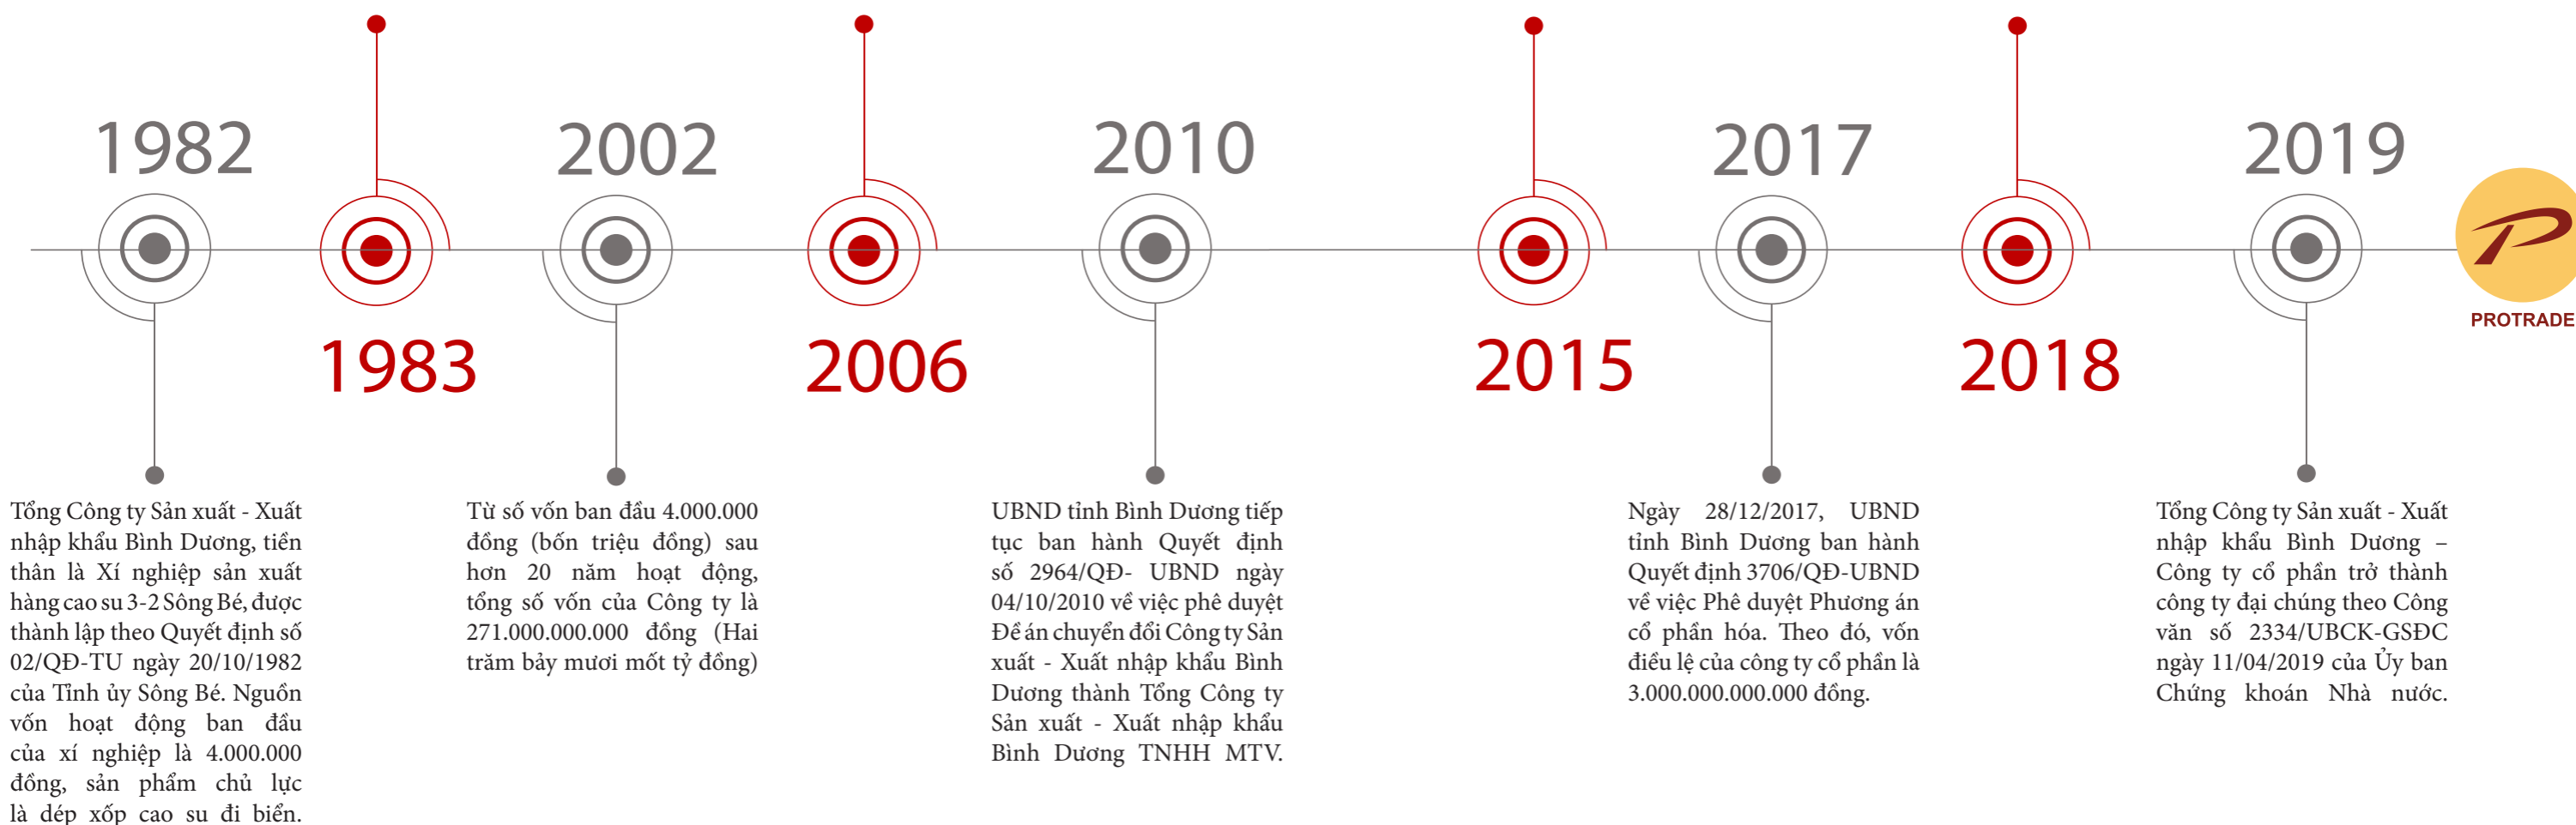 1982
2002
2010
2017
2019
PROTRADE
1983
2006
2015
2018
Tổng Công ty Sản xuất - Xuất
nhập khẩu Bình Dương, tiền
thân là Xí nghiệp sản xuất
hàng cao su 3-2 Sông Bé, được
thành lập theo Quyết định số
02/QĐ-TU ngày 20/10/1982
của Tỉnh ủy Sông Bé. Nguồn
vốn hoạt động ban đầu
của xí nghiệp là 4.000.000
đồng, sản phẩm chủ lực
là dép xốp cao su đi biển.
Từ số vốn ban đầu 4.000.000
đồng (bốn triệu đồng) sau
hơn 20 năm hoạt động,
tổng số vốn của Công ty là
271.000.000.000 đồng (Hai
trăm bảy mươi mốt tỷ đồng)
UBND tỉnh Bình Dương tiếp
tục ban hành Quyết định
số 2964/QĐ- UBND ngày
04/10/2010 về việc phê duyệt
Đề án chuyển đổi Công ty Sản
xuất - Xuất nhập khẩu Bình
Dương thành Tổng Công ty
Sản xuất - Xuất nhập khẩu
Bình Dương TNHH MTV.
Ngày 28/12/2017, UBND
tỉnh Bình Dương ban hành
Quyết định 3706/QĐ-UBND
về việc Phê duyệt Phương án
cổ phần hóa. Theo đó, vốn
điều lệ của công ty cổ phần là
3.000.000.000.000 đồng.
Tổng Công ty Sản xuất - Xuất
nhập khẩu Bình Dương –
Công ty cổ phần trở thành
công ty đại chúng theo Công
văn số 2334/UBCK-GSĐC
ngày 11/04/2019 của Ủy ban
Chứng khoán Nhà nước.